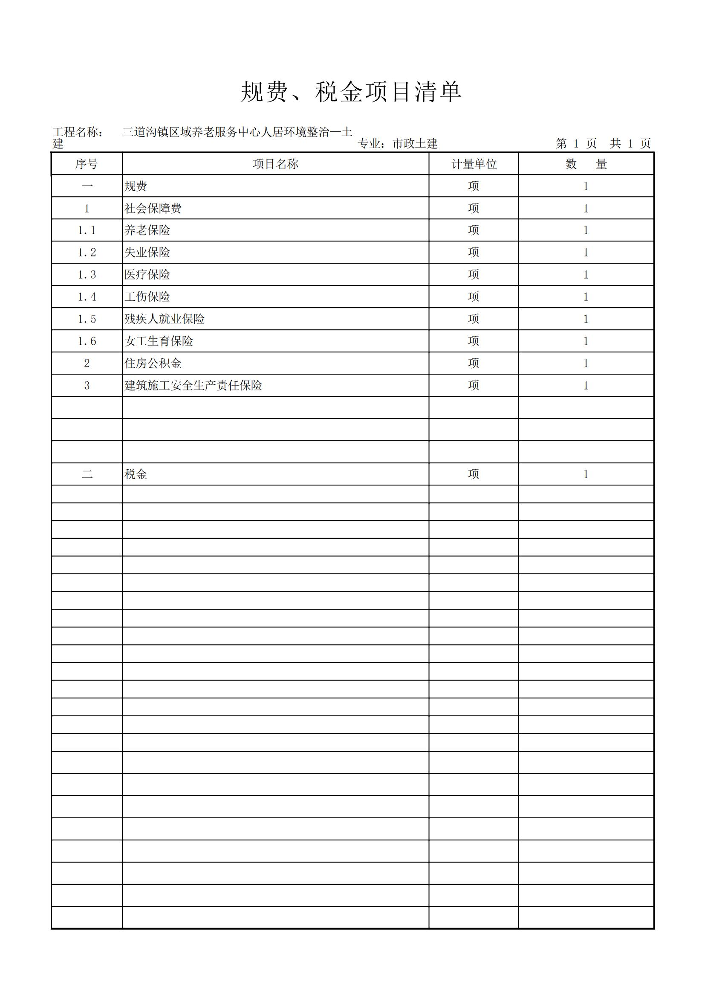 规费、税金项目清单
工程名称： 三道沟镇区域养老服务中心人居环境整治—土
建 专业：市政土建 第 1 页 共 1 页
序号 项目名称 计量单位 数 量
一 规费 项 1
1 社会保障费 项 1
1.1 养老保险 项 1
1.2 失业保险 项 1
1.3 医疗保险 项 1
1.4 工伤保险 项 1
1.5 残疾人就业保险 项 1
1.6 女工生育保险 项 1
2 住房公积金 项 1
3 建筑施工安全生产责任保险 项 1
二 税金 项 1